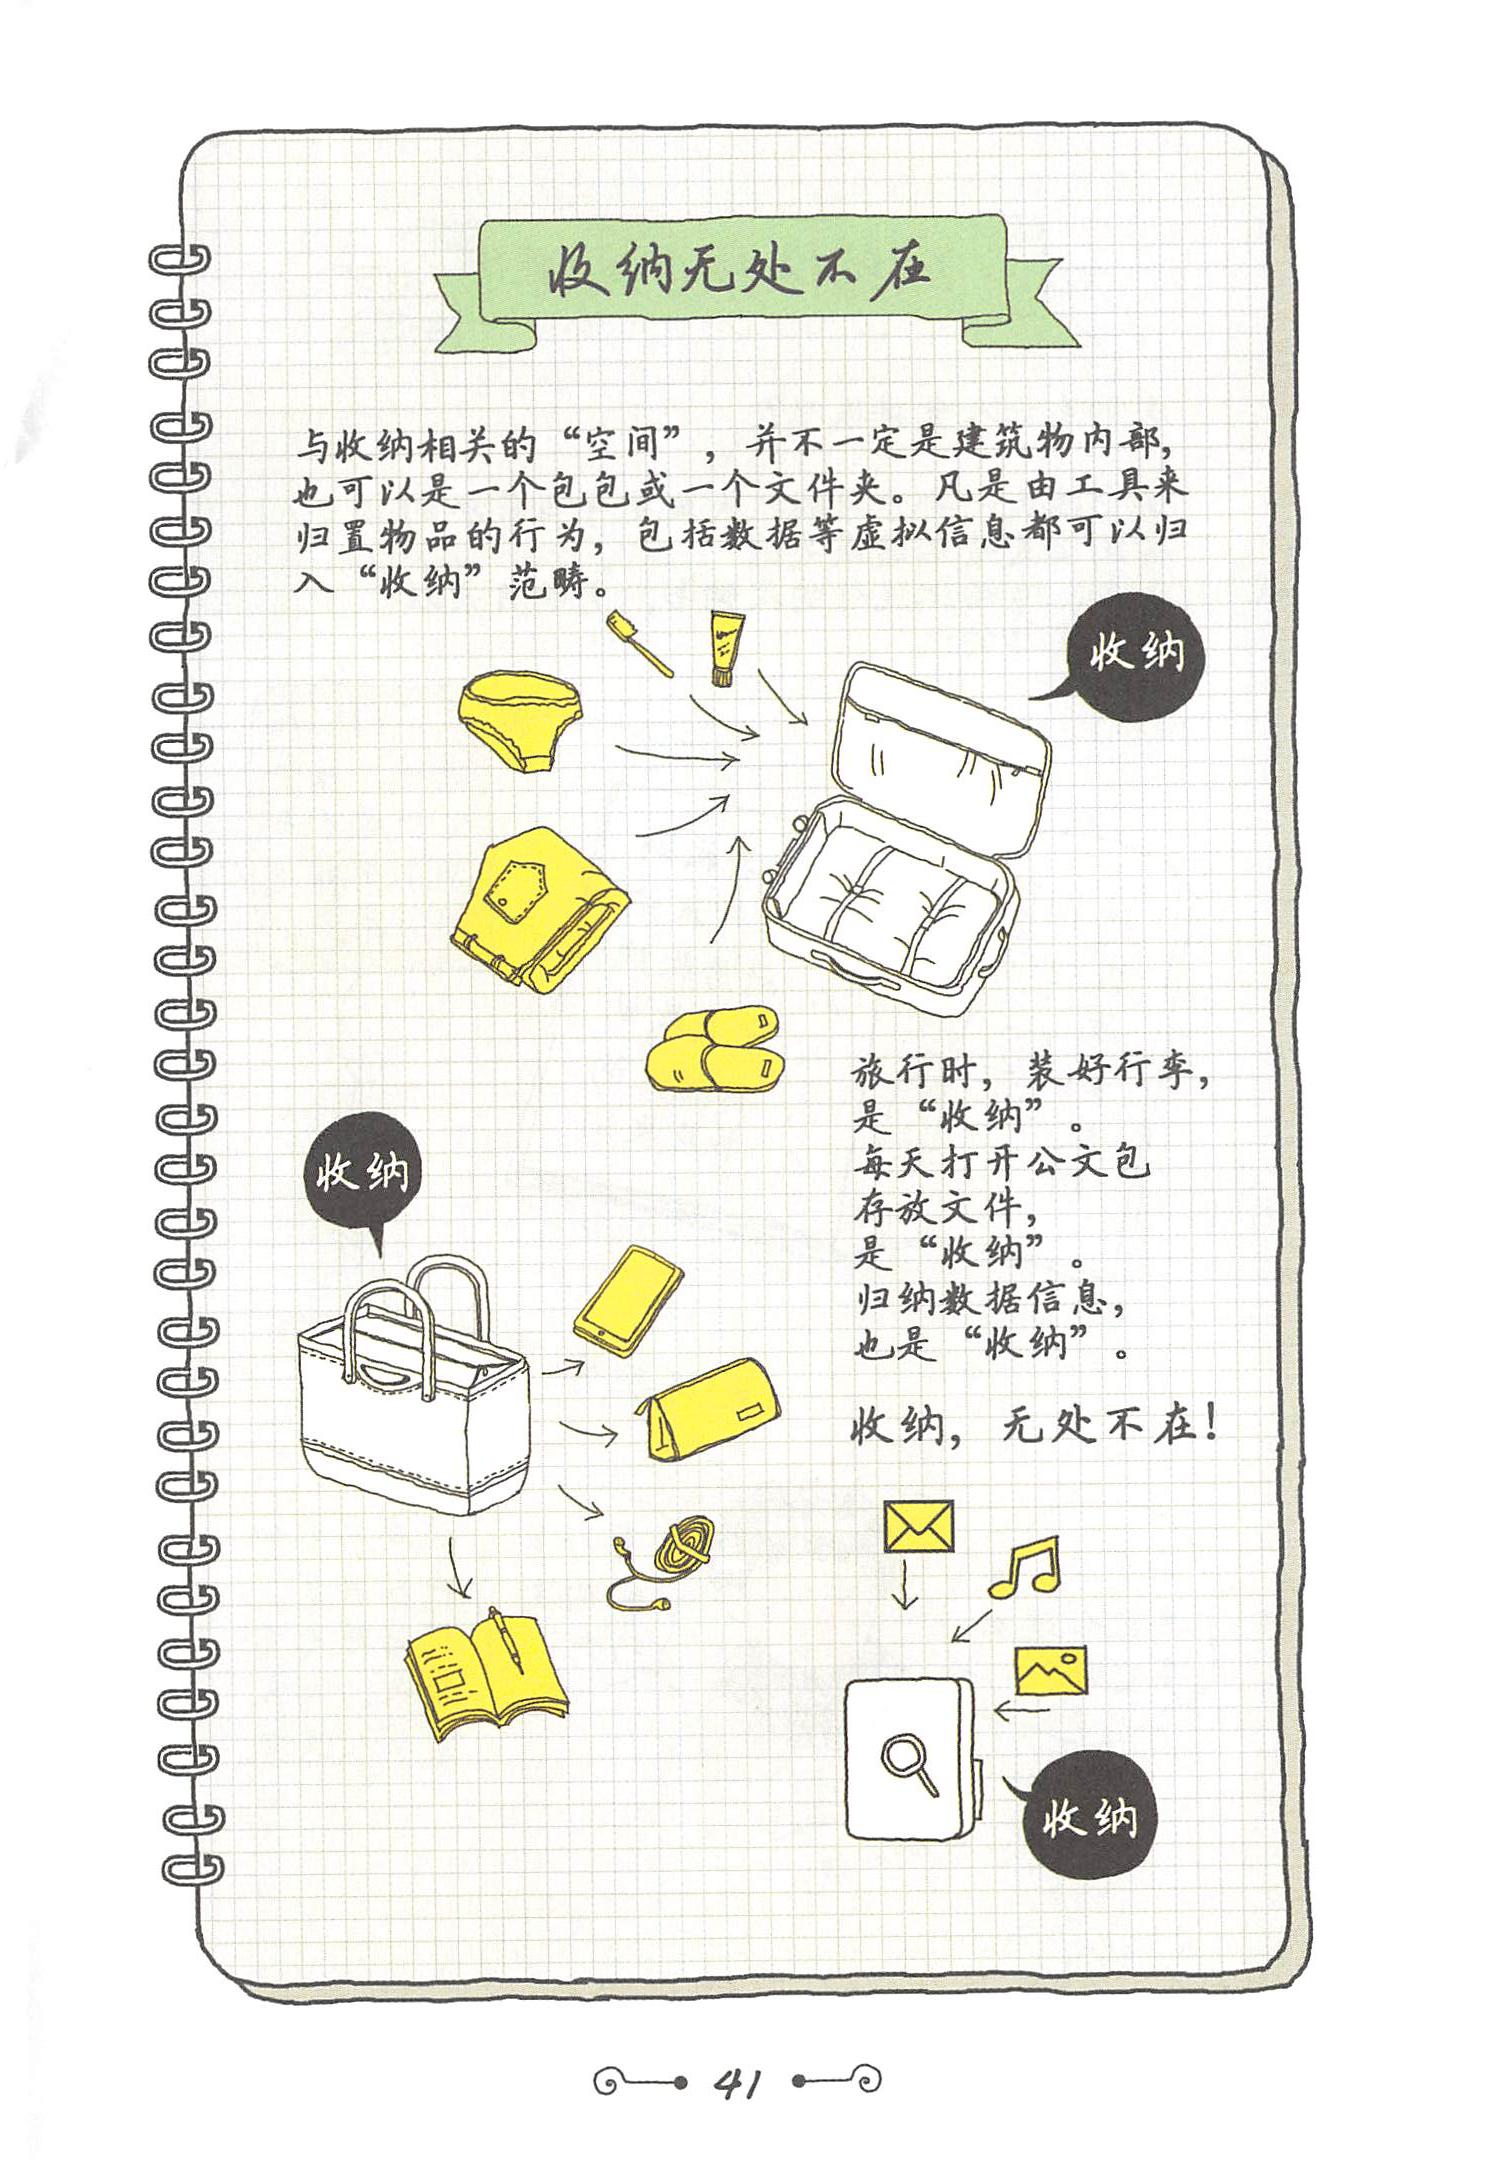 收纳无处不在
与收纳相关的“空间”，并不一定是建筑物内部，
也可以是一个包包或一个文件夹。凡是由工具来
归置物品的行为，包括数据等虚拟信息都可以归
入“收纳”范畴。
收纳
旅行时，装好行李，
是“收纳”。
每天打开公文包
存放文件，
是“收纳”。
归纳数据信息，
也是“收纳”。
收纳，无处不在！
收纳
收纳
41